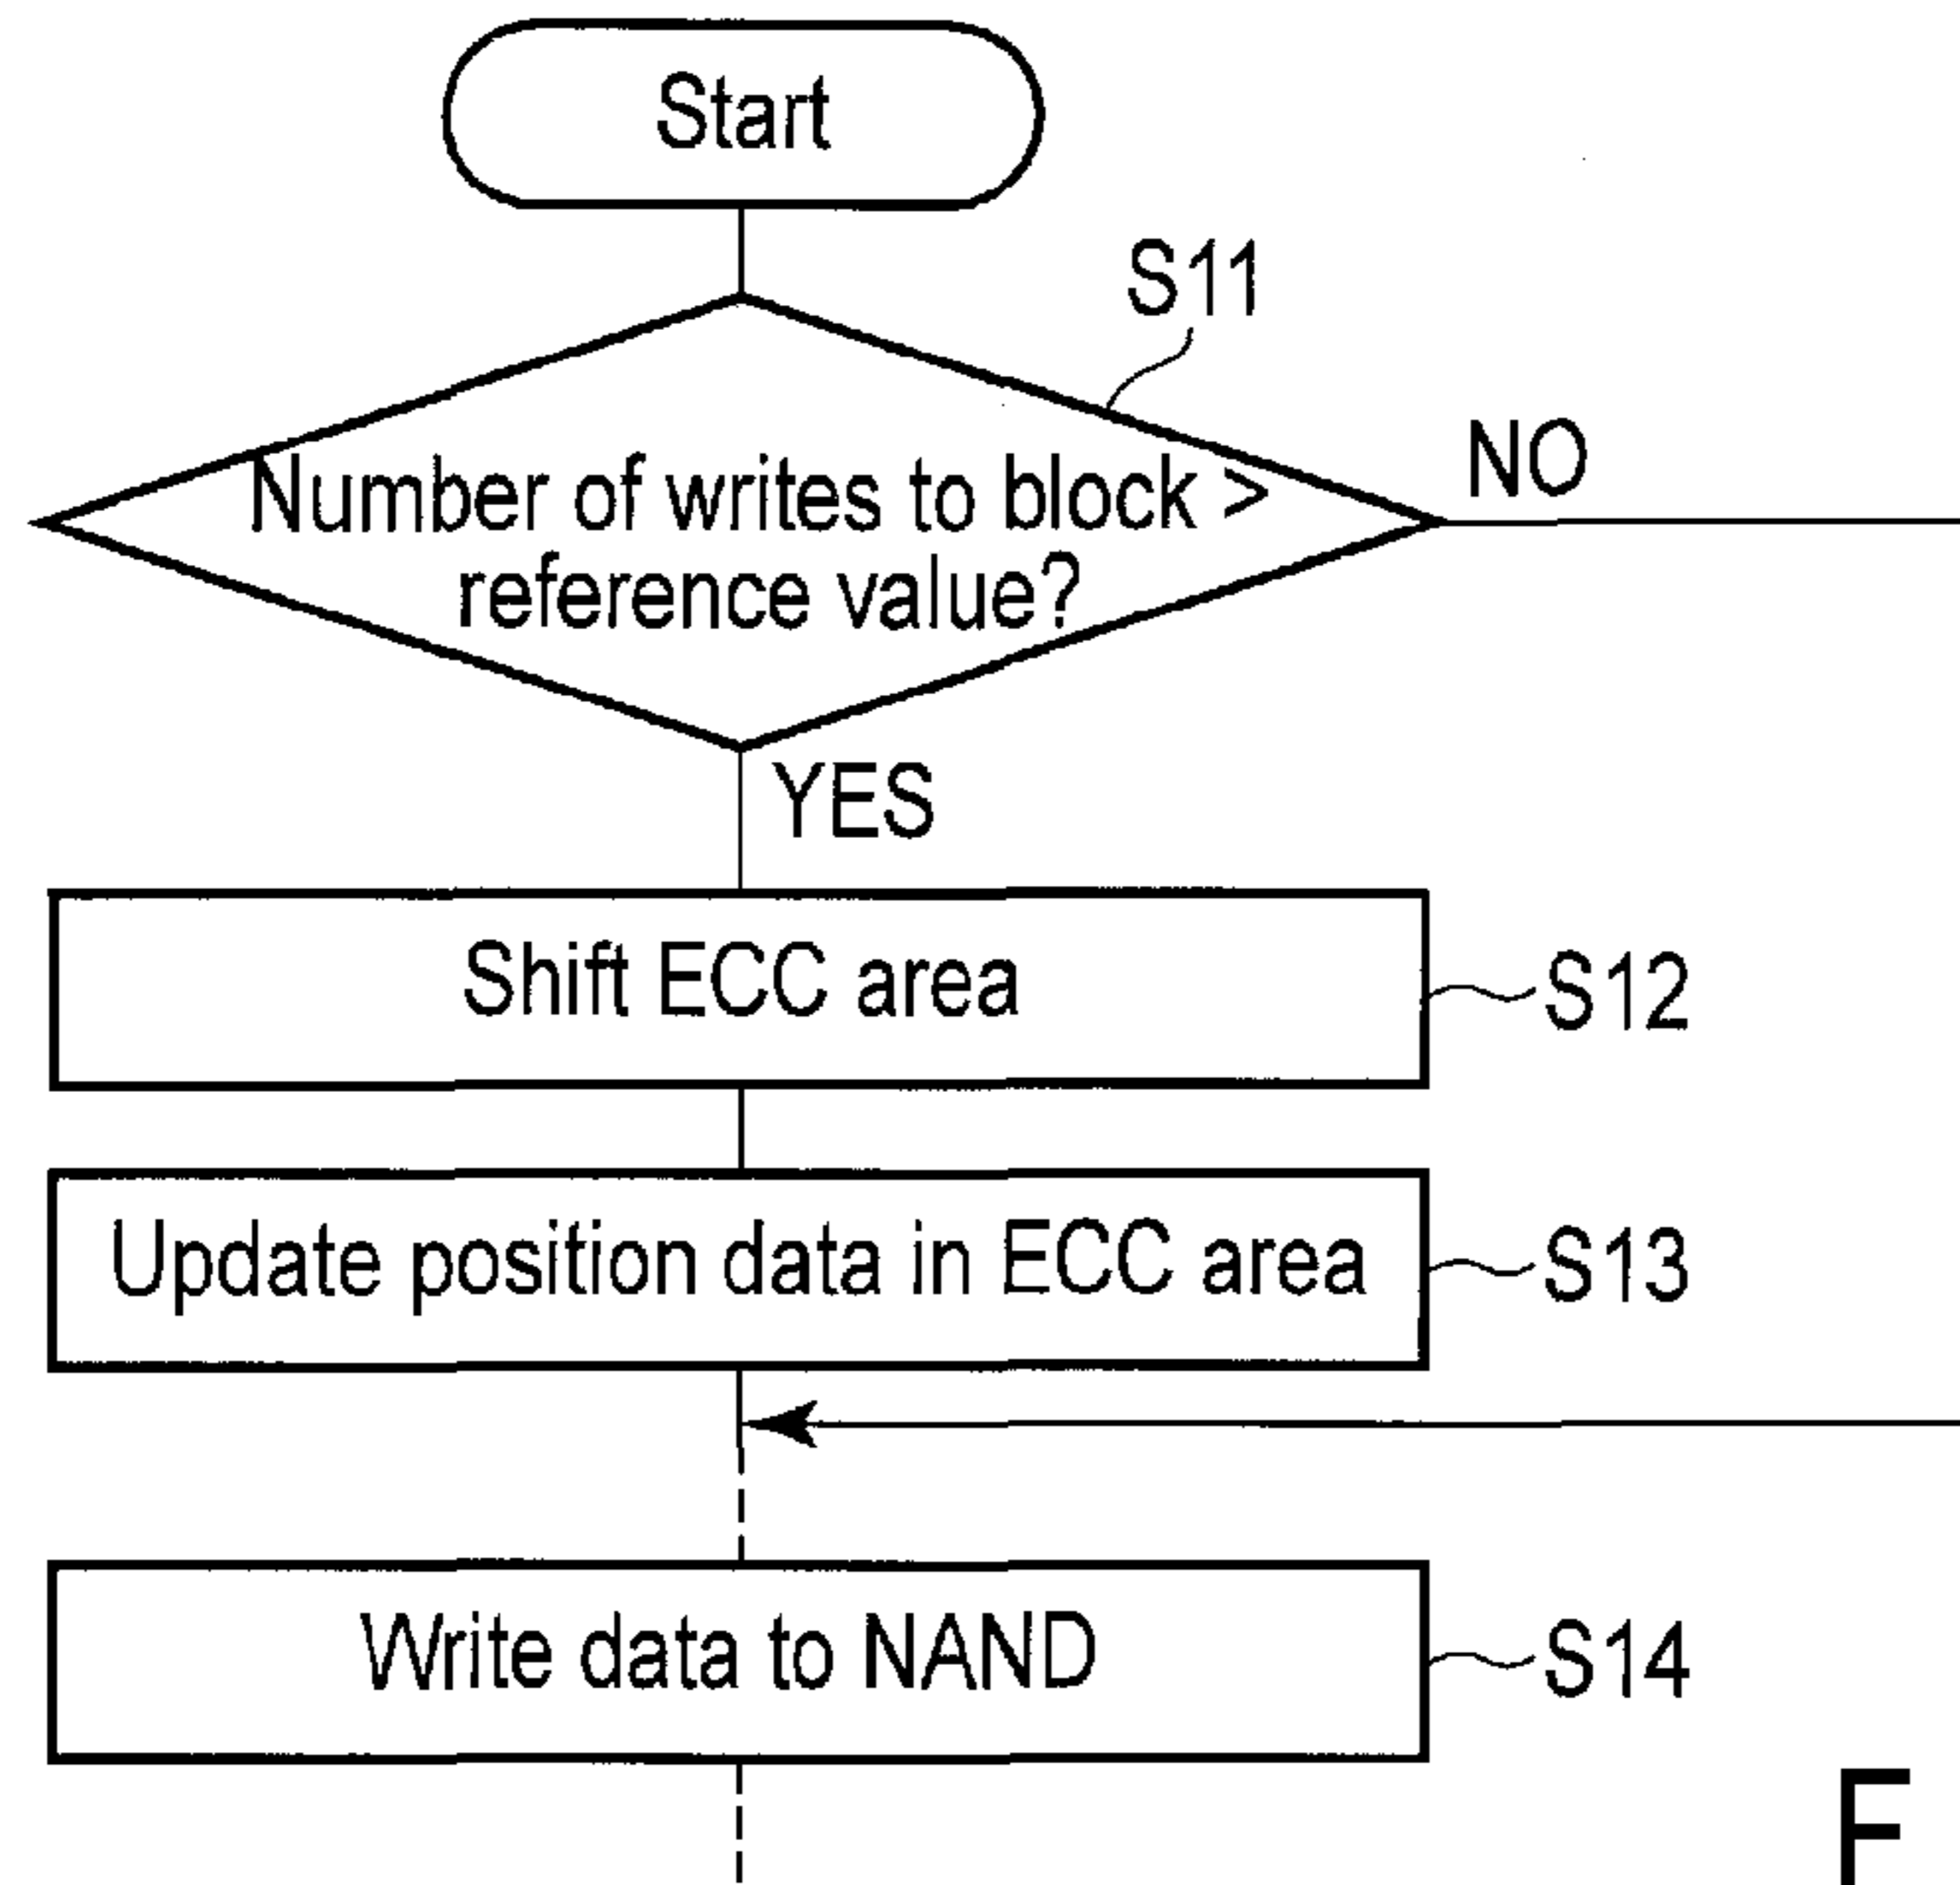 Start
S11
Number of writes to block >
reference value?
NO
YES
Shift ECC area
S12
Update position data in ECC area
S13
Write data to NAND
S14
F